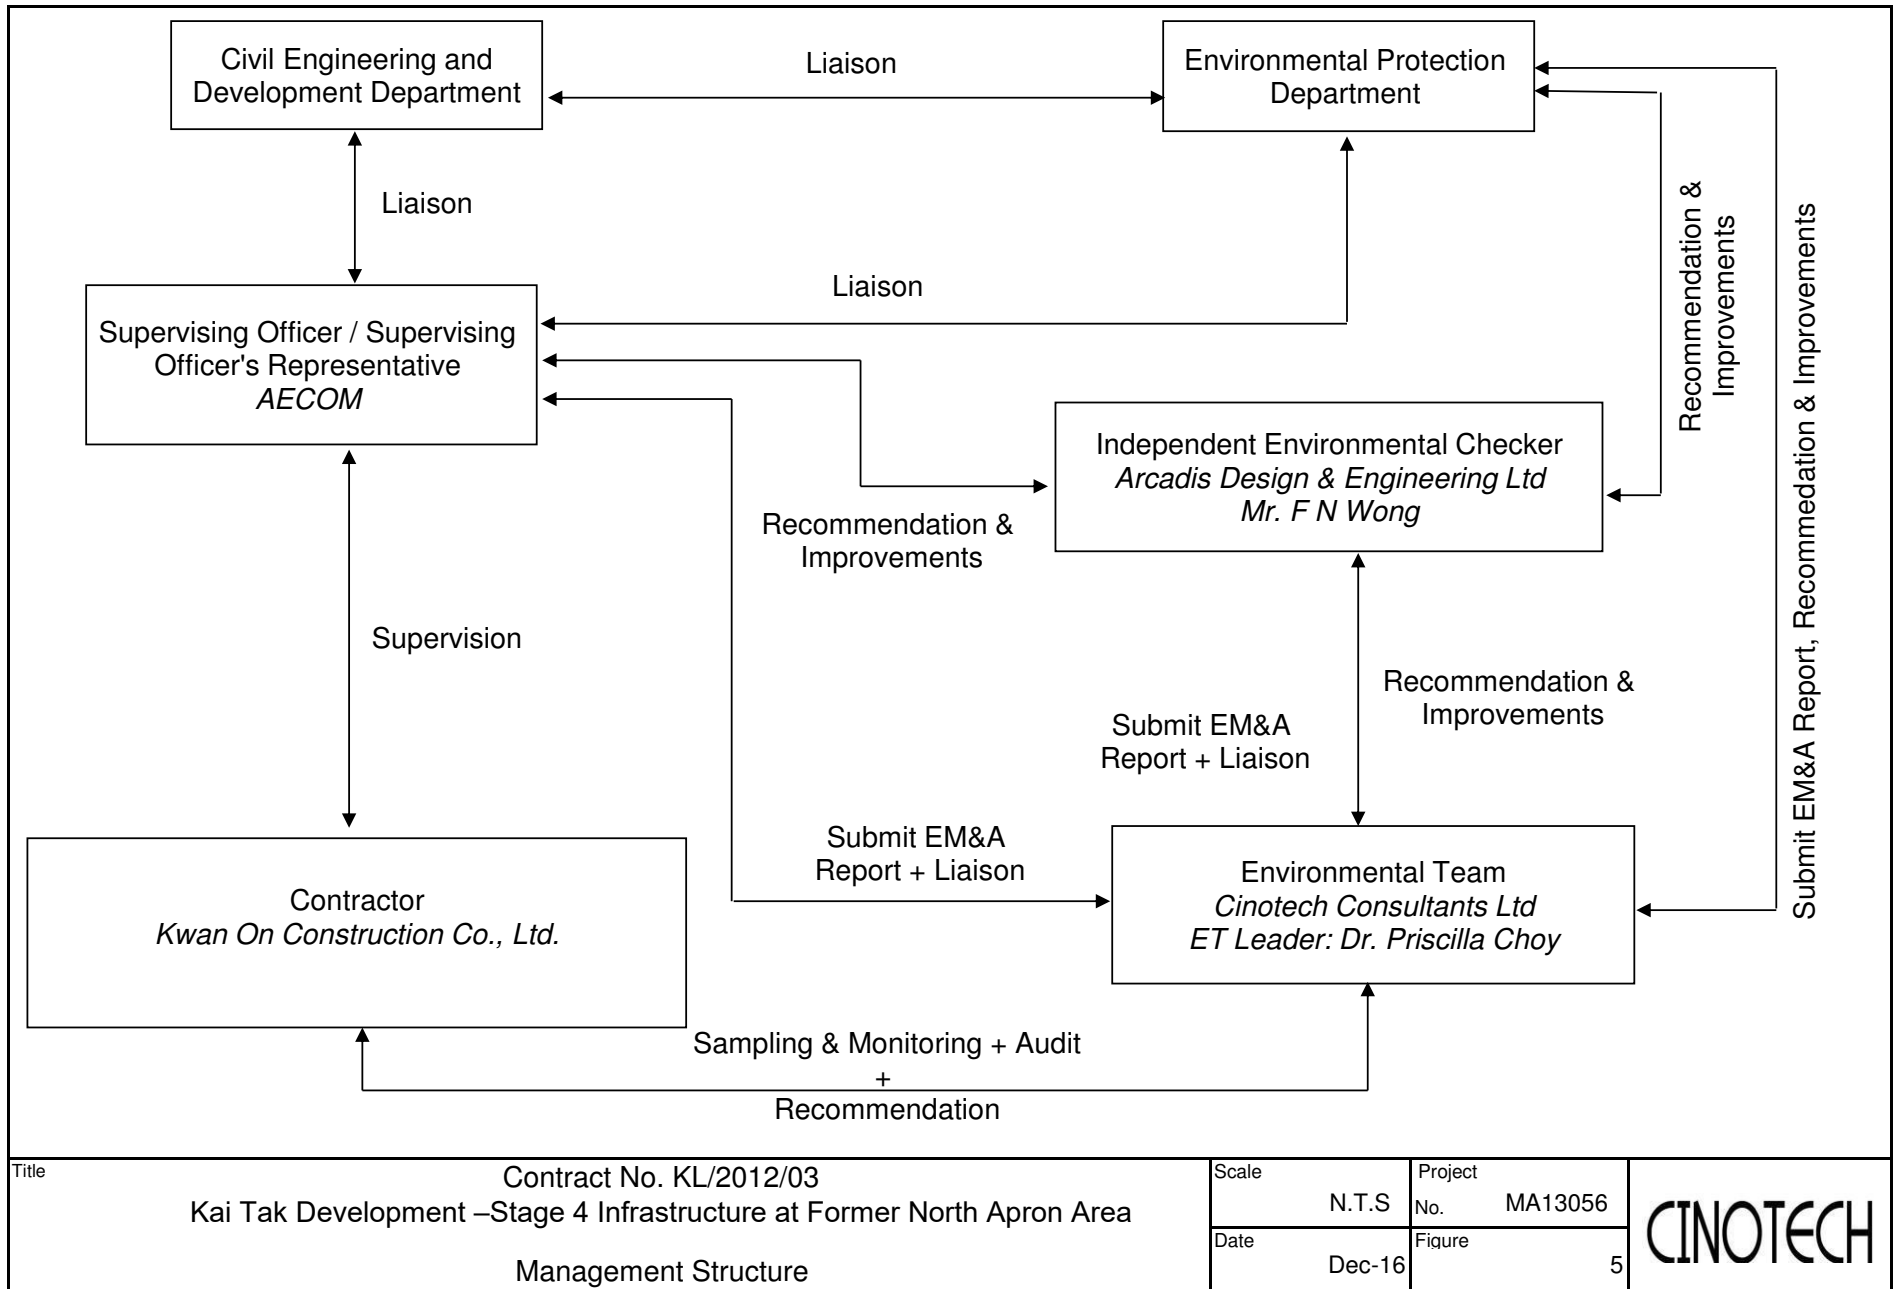 Civil Engineering and
Development Department
Liaison
Environmental Protection
Department
Liaison
Supervising Officer / Supervising
Officer's Representative
AECOM
Liaison
Recommendation &
Improvements
Submit EM&A Report, Recommedation & Improvements
Independent Environmental Checker
Arcadis Design & Engineering Ltd
Mr. F N Wong
Recommendation &
Improvements
Supervision
Recommendation &
Improvements
Submit EM&A
Report + Liaison
Submit EM&A
Report + Liaison
Contractor
Kwan On Construction Co., Ltd.
Environmental Team
Cinotech Consultants Ltd
ET Leader: Dr. Priscilla Choy
Sampling & Monitoring + Audit
+
Recommendation
Title
Contract No. KL/2012/03
Kai Tak Development –Stage 4 Infrastructure at Former North Apron Area
Management Structure
Scale
N.T.S
Project
No. MA13056
Date
Dec-16
Figure
5
CINOTECH